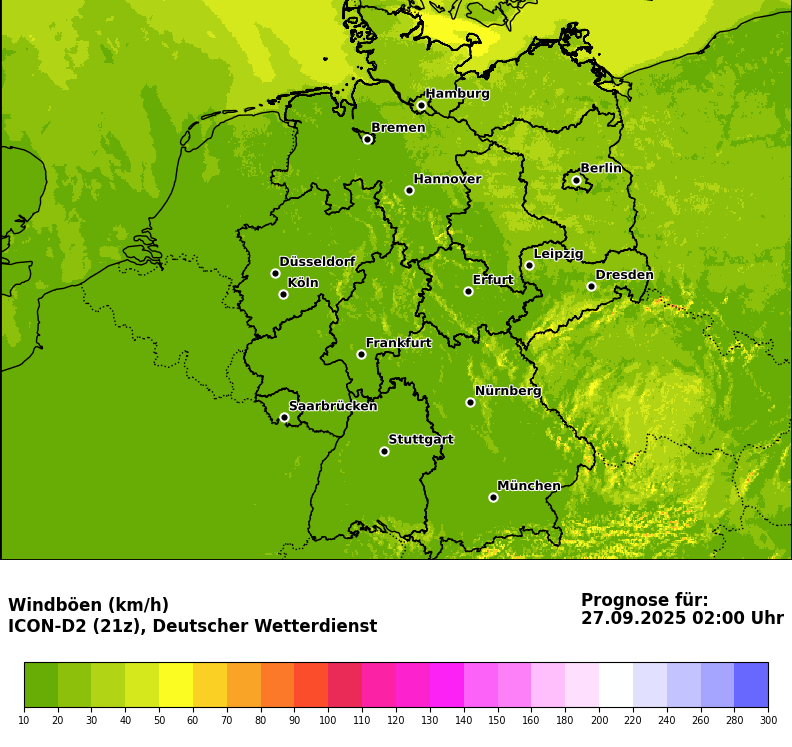 Hamburg
Bremen
Berlin
Hannover
Leipzig
Düsseldorf
Dresden
Köln
Erfurt
Frankfurt
Nürnberg
Saarbrücken
Stuttgart
München
Windböen (km/h)
ICON-D2 (21z), Deutscher Wetterdienst
Prognose für:
27.09.2025 02:00 Uhr
10 20 30 40 50 60 70 80 90 100 110 120 130 140 150 160 180 200 220 240 260 280 300